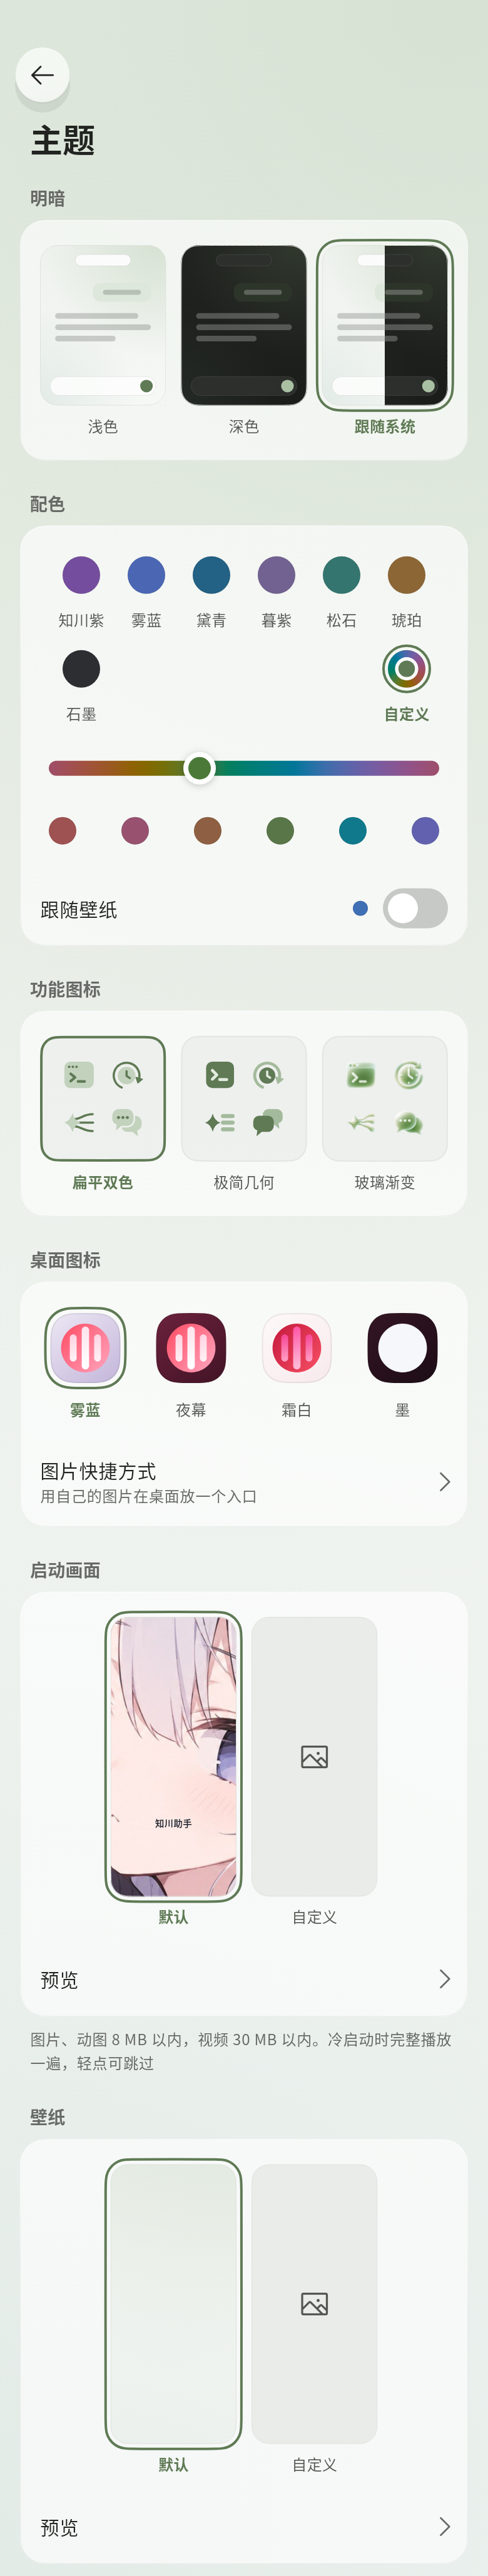 主题
明暗
浅色
深色
跟随系统
配色
知川紫
雾蓝
黛青
暮紫
松石
琥珀
石墨
自定义
跟随壁纸
功能图标
扁平双色
极简几何
玻璃渐变
桌面图标
雾蓝
夜幕
霜白
墨
图片快捷方式
用自己的图片在桌面放一个入口
启动画面
知川助手
默认
自定义
预览
图片、动图 8 MB 以内，视频 30 MB 以内。冷启动时完整播放
一遍，轻点可跳过
壁纸
默认
自定义
预览